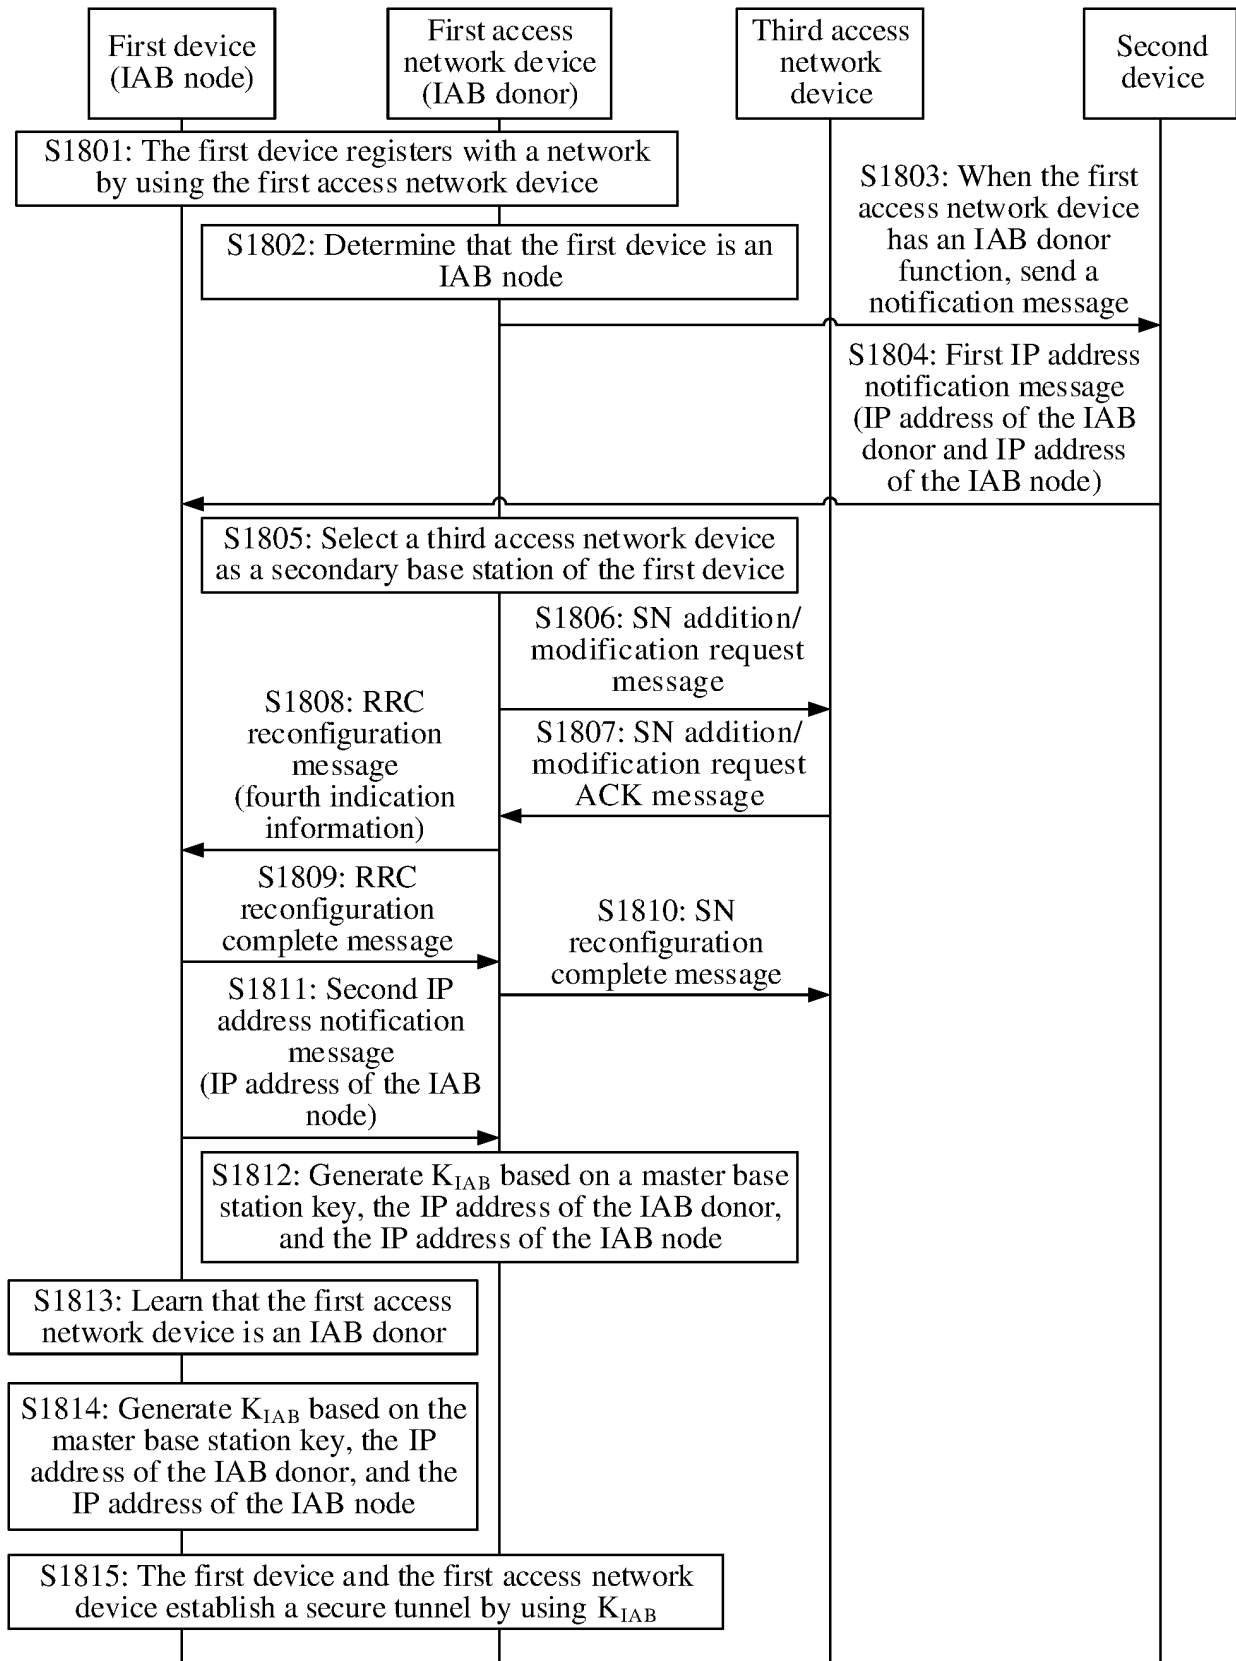 First device
(IAB node)
First access
network device
(IAB donor)
Third access
network
device
Second
device
S1801: The first device registers with a network
by using the first access network device
S1802: Determine that the first device is an
IAB node
S1803: When the first
access network device
has an IAB donor
function, send a
notification message
S1804: First IP address
notification message
(IP address of the IAB
donor and IP address
of the IAB node)
S1805: Select a third access network device
as a secondary base station of the first device
S1806: SN addition/
modification request
message
S1807: SN addition/
modification request
ACK message
S1808: RRC
reconfiguration
message
(fourth indication
information)
S1809: RRC
reconfiguration
complete message
S1810: SN
reconfiguration
complete message
S1811: Second IP
address notification
message
(IP address of the IAB
node)
S1812: Generate KIAB based on a master base
station key, the IP address of the IAB donor,
and the IP address of the IAB node
S1813: Learn that the first access
network device is an IAB donor
S1814: Generate KIAB based on the
master base station key, the IP
address of the IAB donor, and the
IP address of the IAB node
S1815: The first device and the first access network
device establish a secure tunnel by using KIAB